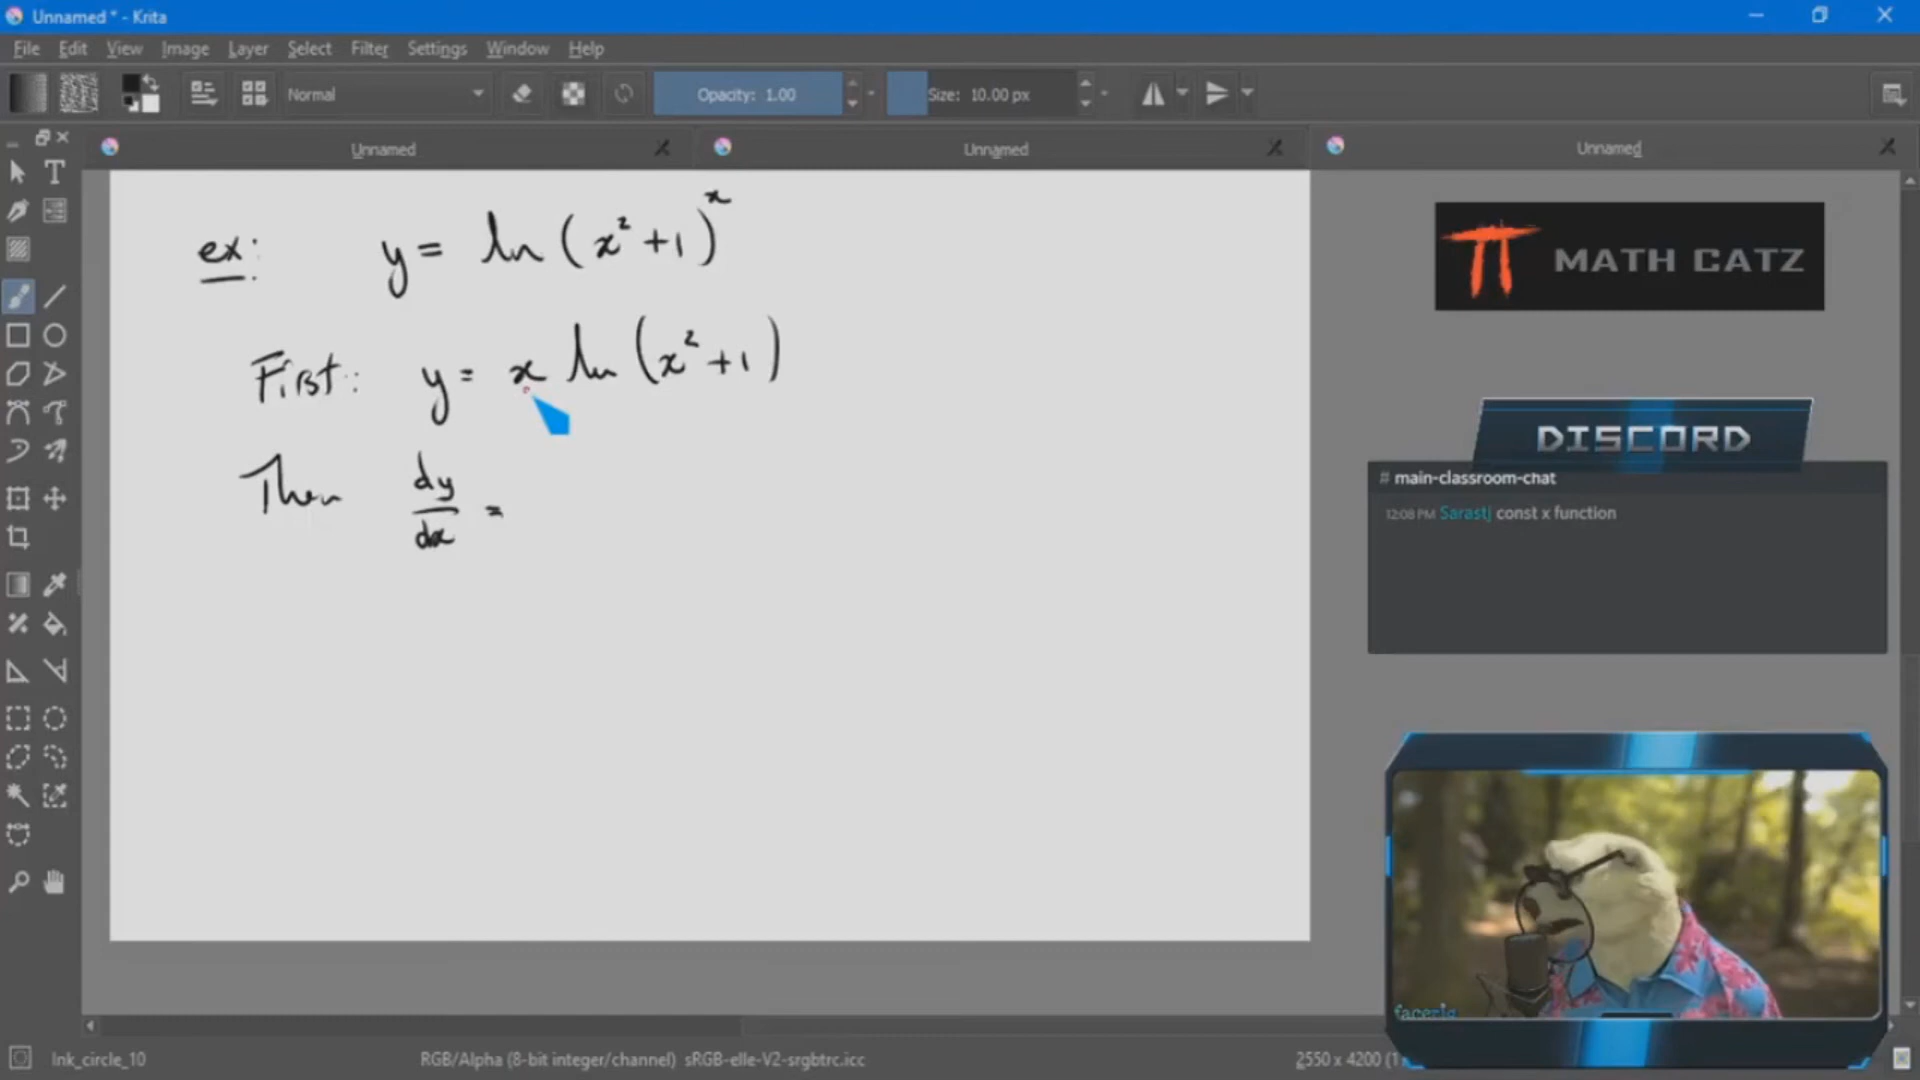 Unnamed * - Krita
File Edit View Image Layer Select Filter Settings Window Help
Normal Opacity: 1.00 Size: 10.00 px
Unnamed Unnamed Unnamed
ex: y = ln (x² + 1)ˣ
First: y = x ln (x² + 1)
Then dy/dx =
π MATH CATZ
DISCORD
# main-classroom-chat
12:08 PM Sarastj const x function
facerig
Ink_circle_10 RGB/Alpha (8-bit integer/channel) sRGB-elle-V2-srgbtrc.icc 2550 x 4200 (1